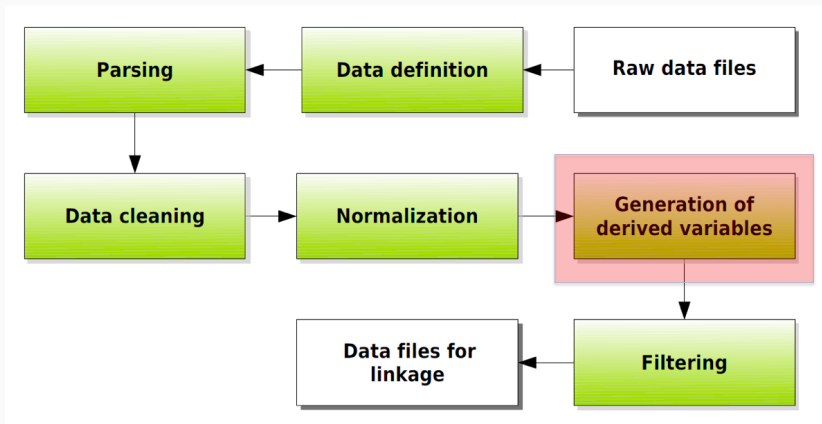 Parsing
Data definition
Raw data files
Data cleaning
Normalization
Generation of
derived variables
Data files for
linkage
Filtering